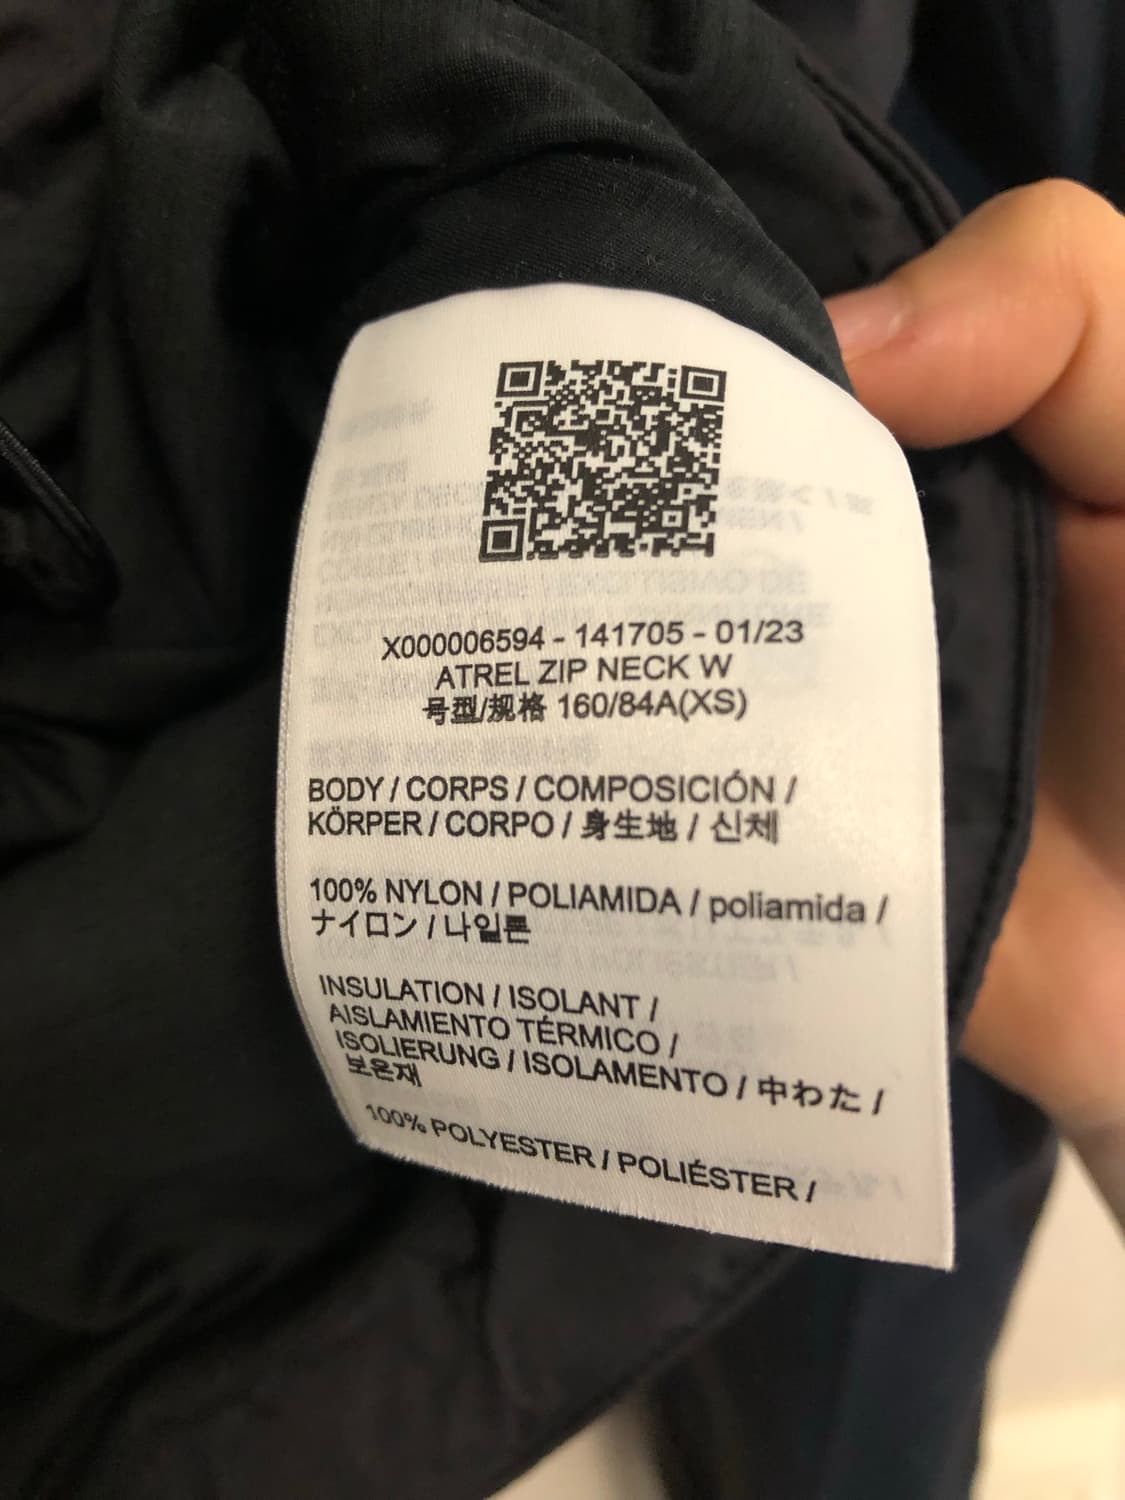 X000006594 - 141705 - 01/23
ATREL ZIP NECK W
号型/规格 160/84A(XS)
BODY / CORPS / COMPOSICIÓN /
KÖRPER / CORPO / 身生地 / 신체
100% NYLON / POLIAMIDA / poliamida /
ナイロン / 나일론
INSULATION / ISOLANT /
AISLAMIENTO TÉRMICO /
ISOLIERUNG / ISOLAMENTO / 中わた /
보온재
100% POLYESTER / POLIÉSTER /